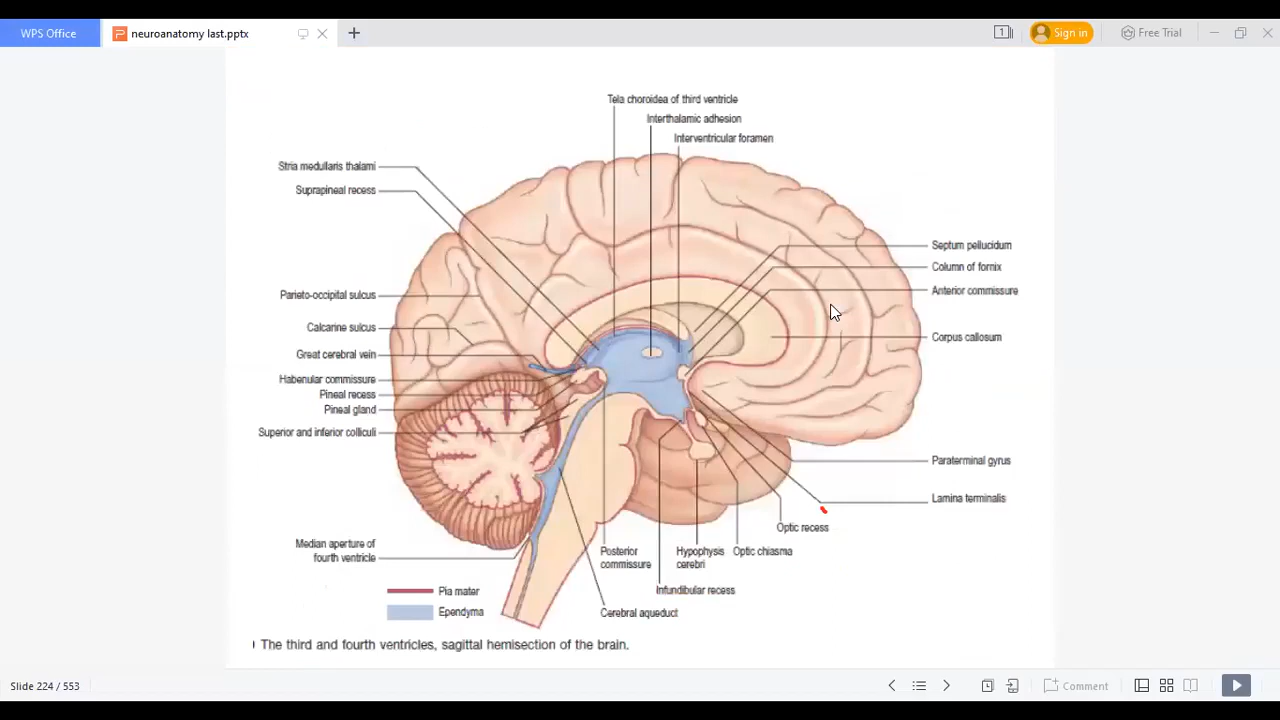 WPS Office
neuroanatomy last.pptx
1
Sign in
Free Trial
Tela choroidea of third ventricle
Interthalamic adhesion
Interventricular foramen
Stria medullaris thalami
Suprapineal recess
Parieto-occipital sulcus
Calcarine sulcus
Great cerebral vein
Habenular commissure
Pineal recess
Pineal gland
Superior and inferior colliculi
Median aperture of
fourth ventricle
Septum pellucidum
Column of fornix
Anterior commissure
Corpus callosum
Paraterminal gyrus
Lamina terminalis
Optic recess
Optic chiasma
Hypophysis
cerebri
Posterior
commissure
Infundibular recess
Cerebral aqueduct
Pia mater
Ependyma
The third and fourth ventricles, sagittal hemisection of the brain.
Slide 224 / 553
Comment